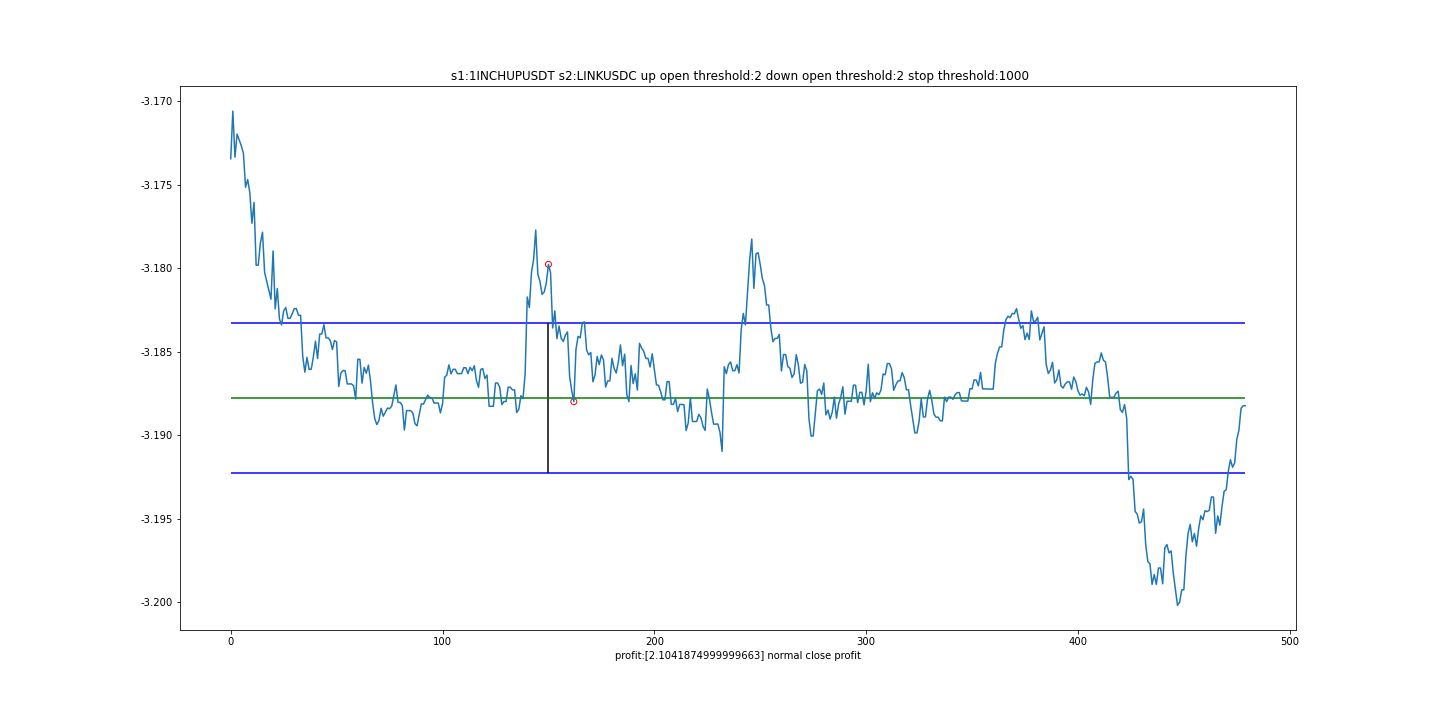 s1:1INCHUPUSDT s2:LINKUSDC up open threshold:2 down open threshold:2 stop threshold:1000
-3.170
-3.175
-3.180
-3.185
-3.190
-3.195
-3.200
0 100 200 300 400 500
profit:[2.1041874999999663] normal close profit